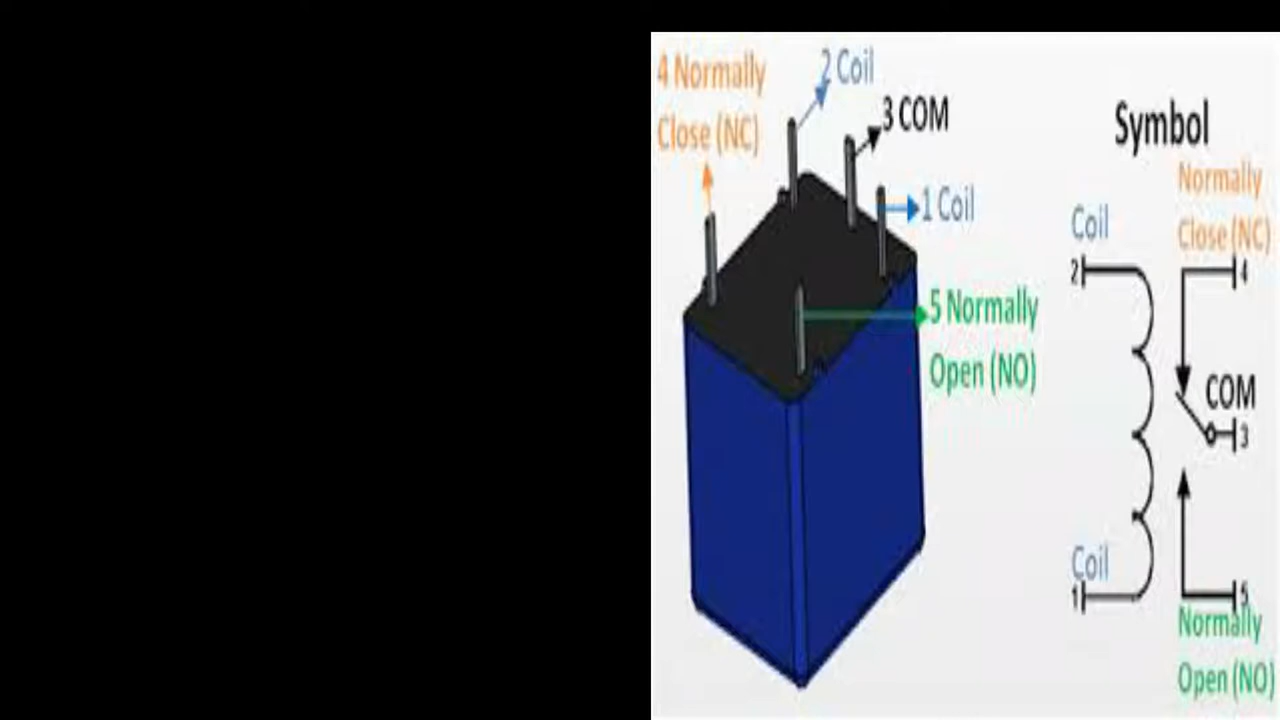 4 Normally
Close (NC)
2 Coil
3 COM
1 Coil
5 Normally
Open (NO)
Symbol
Normally
Close (NC)
Coil
2
4
COM
3
Coil
1
5
Normally
Open (NO)